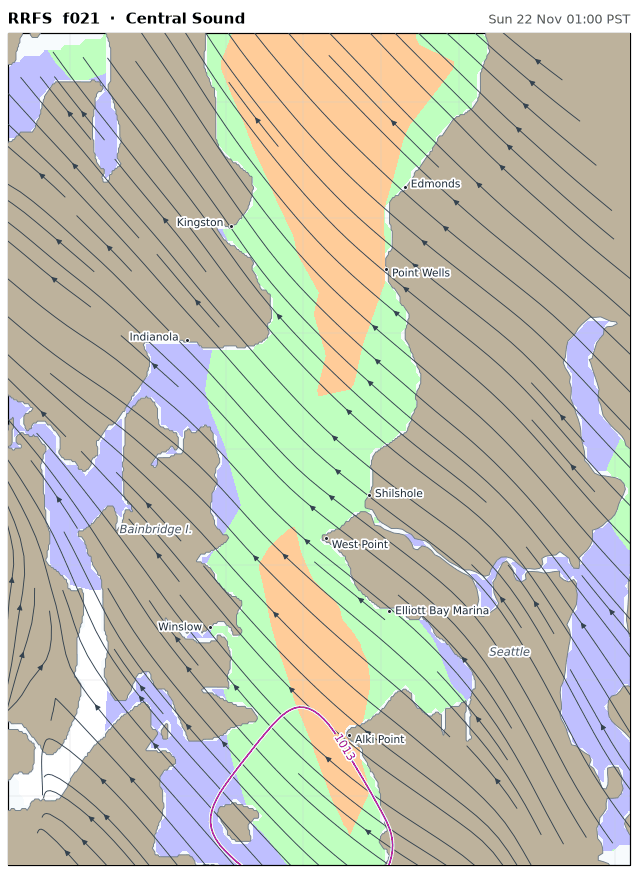 RRFS f021 · Central Sound
Sun 22 Nov 01:00 PST
Edmonds
Kingston
Point Wells
Indianola
Shilshole
Bainbridge I.
West Point
Elliott Bay Marina
Winslow
Seattle
Alki Point
1013